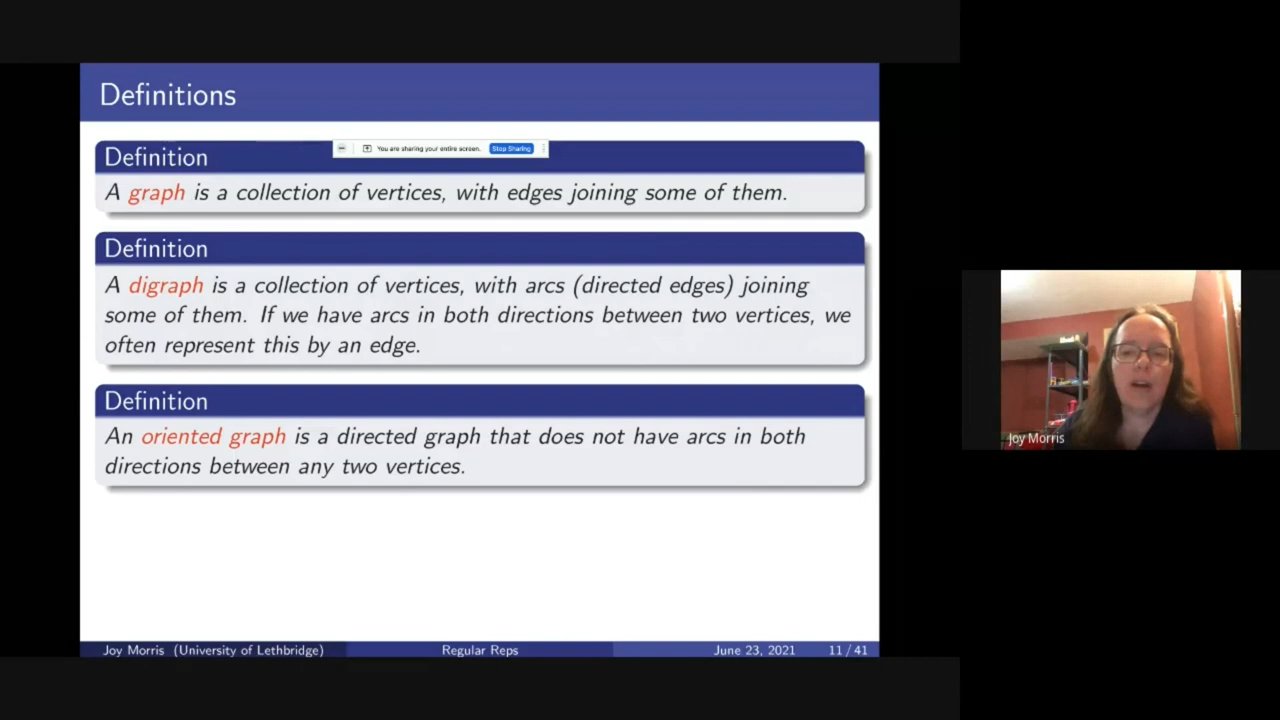 Definitions
Definition
You are sharing your entire screen.
Stop Sharing
A graph is a collection of vertices, with edges joining some of them.
Definition
A digraph is a collection of vertices, with arcs (directed edges) joining
some of them. If we have arcs in both directions between two vertices, we
often represent this by an edge.
Definition
An oriented graph is a directed graph that does not have arcs in both
directions between any two vertices.
Joy Morris (University of Lethbridge)
Regular Reps
June 23, 2021
11 / 41
Joy Morris